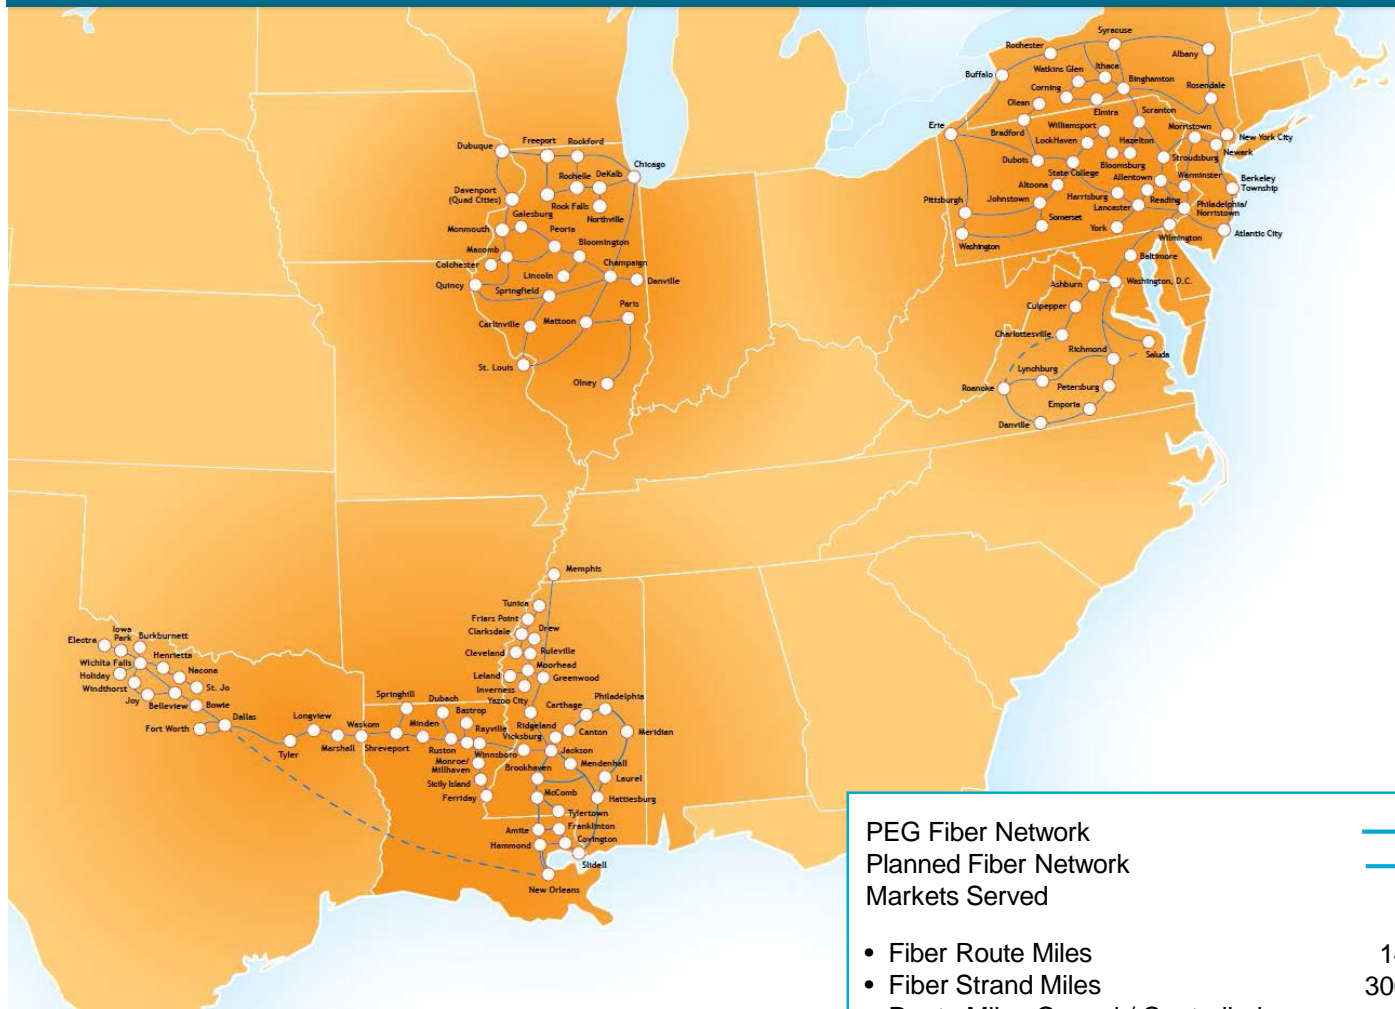 Syracuse
Rochester
Albany
Watkins Glen
Ithaca
Buffalo
Binghamton
Corning
Rosendale
Olean
Elmira
Scranton
Erie
Williamsport
Morristown
Bradford
New York City
LockHaven
Hazelton
Newark
Dubois
Bloomsburg
Stroudsburg
State College
Allentown
Warminster
Berkeley
Township
Altoona
Harrisburg
Reading
Pittsburgh
Johnstown
Lancaster
Philadelphia/
Norristown
Somerset
York
Atlantic City
Washington
Wilmington
Baltimore
Ashburn
Washington, D.C.
Culpepper
Charlottesville
Richmond
Saluda
Lynchburg
Roanoke
Petersburg
Emporia
Danville
Dubuque
Freeport
Rookford
Chicago
Rochelle
DeKalb
Davenport
(Quad Cities)
Rock Falls
Northville
Galesburg
Monmouth
Peoria
Bloomington
Macomb
Colchester
Champaign
Lincoln
Danville
Quincy
Springfield
Paris
Carlinville
Mattoon
St. Louis
Olney
Memphis
Tunica
Friars Point
Clarksdale
Drew
Cleveland
Ruleville
Moorhead
Leland
Greenwood
Inverness
Yazoo City
Philadelphia
Carthage
Ridgeland
Canton
Meridian
Vicksburg
Jackson
Mendenhall
Brookhaven
Laurel
McComb
Hattiesburg
Tylertown
Amite
Franklinton
Hammond
Covington
Slidell
New Orleans
Iowa
Park
Electra
Burkburnett
Wichita Falls
Henrietta
Holiday
Nacona
Windthorst
St. Jo
Joy
Belleview
Bowie
Dallas
Fort Worth
Longview
Tyler
Marshall
Waskom
Shreveport
Springhill
Minden
Dubach
Bastrop
Ruston
Rayville
Winnsboro
Monroe/
Millhaven
Sicily Island
Ferriday
PEG Fiber Network
Planned Fiber Network
Markets Served
• Fiber Route Miles 1
• Fiber Strand Miles 30